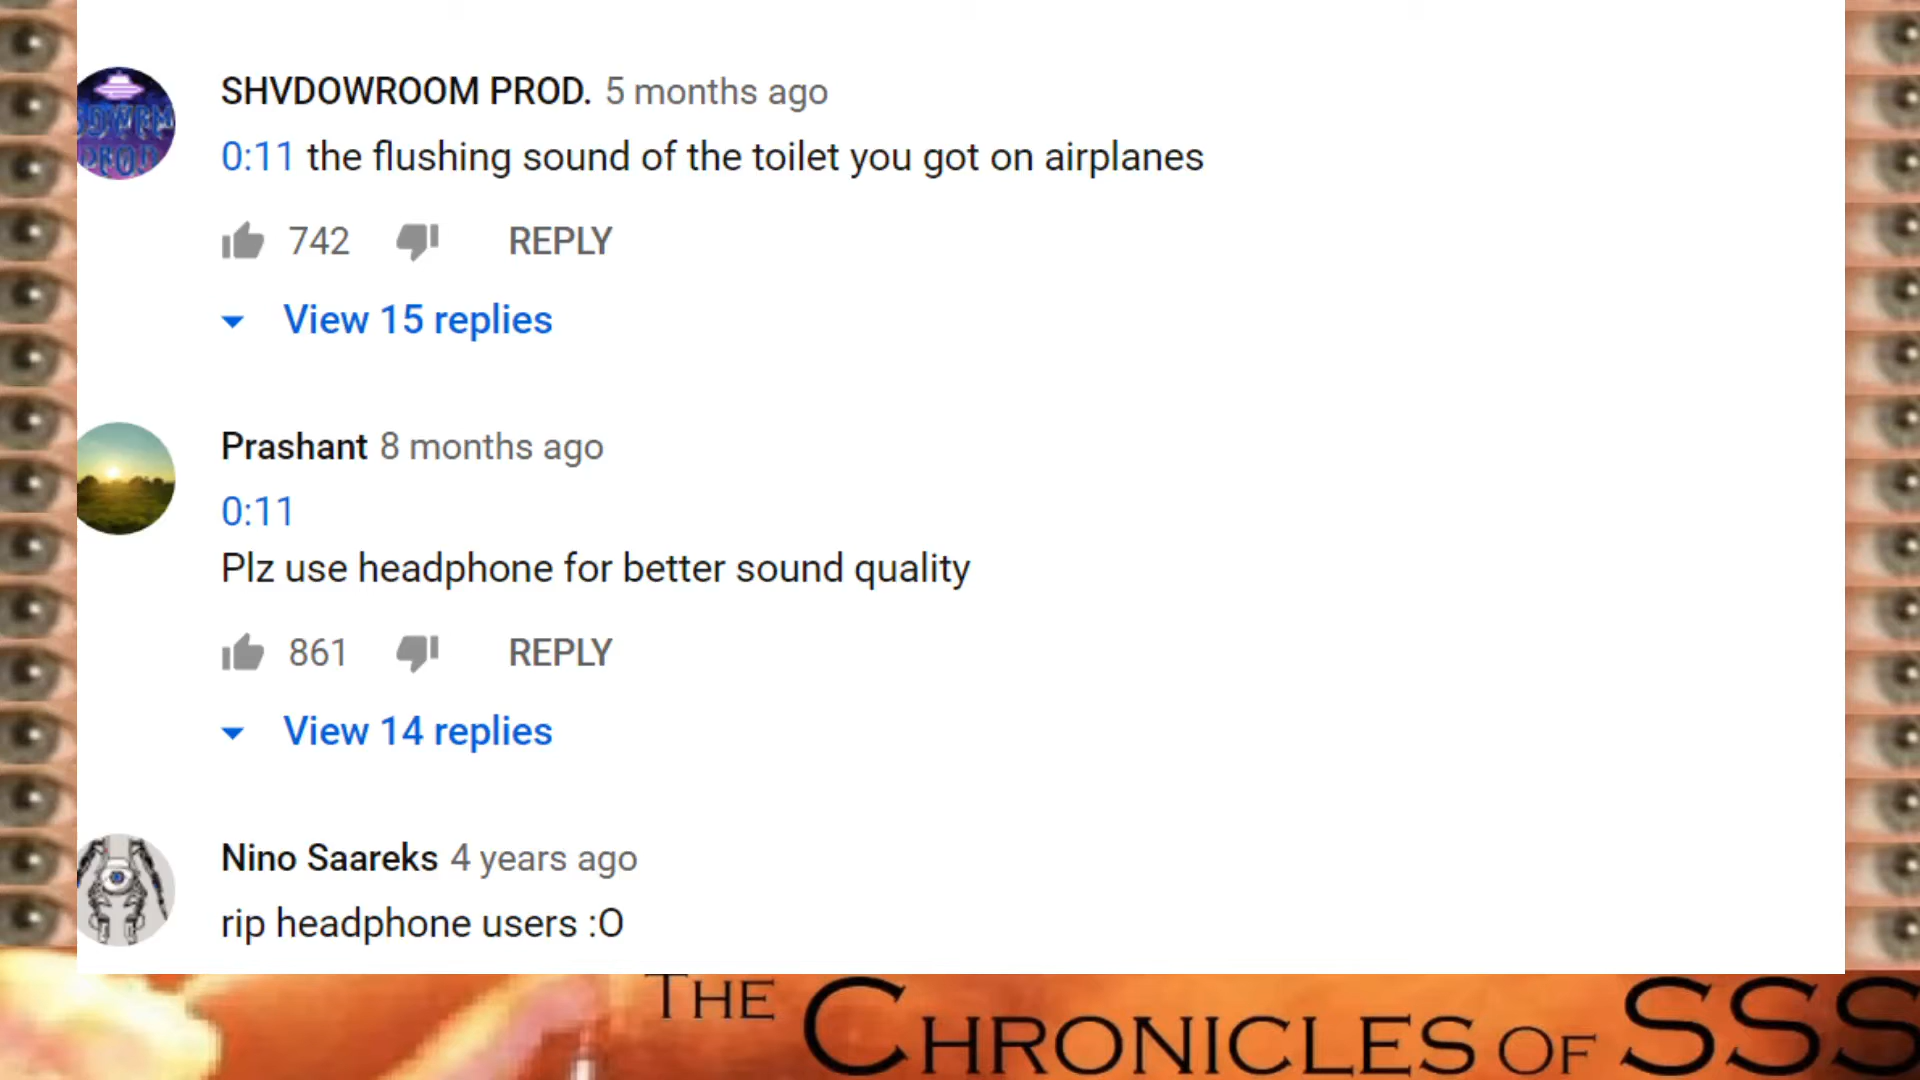 SHVDOWROOM PROD. 5 months ago
0:11 the flushing sound of the toilet you got on airplanes
742 REPLY
View 15 replies
Prashant 8 months ago
0:11
Plz use headphone for better sound quality
861 REPLY
View 14 replies
Nino Saareks 4 years ago
rip headphone users :O
THE CHRONICLES OF SSS